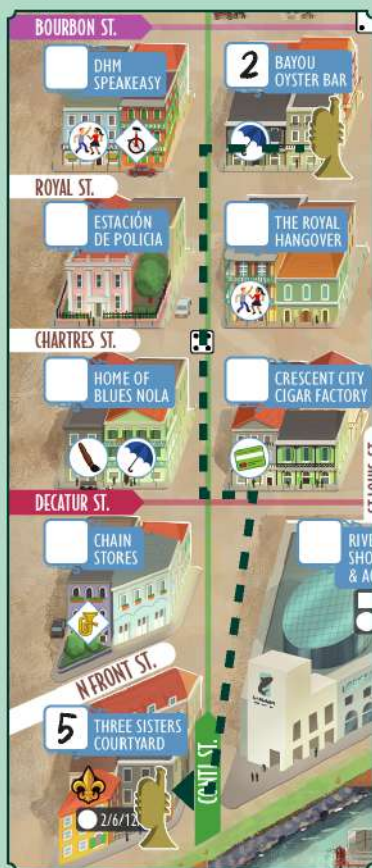 BOURBON ST.
DHM
SPEAKEASY
2
BAYOU
OYSTER BAR
ROYAL ST.
ESTACIÓN
DE POLICIA
THE ROYAL
HANGOVER
CHARTRES ST.
HOME OF
BLUES NOLA
CRESCENT CITY
CIGAR FACTORY
DECATUR ST.
CHAIN
STORES
N FRONT ST.
5
THREE SISTERS
COURTYARD
2/6/12
CONTI ST.